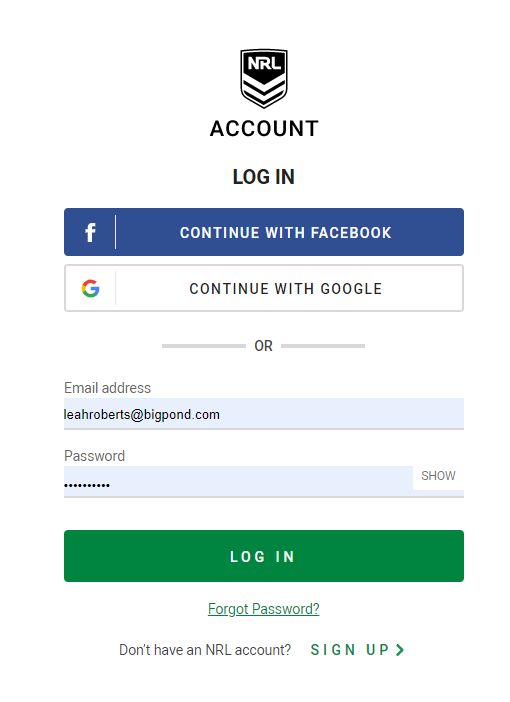 NRL
ACCOUNT
LOG IN
CONTINUE WITH FACEBOOK
CONTINUE WITH GOOGLE
OR
Email address
leahroberts@bigpond.com
Password
••••••••••
SHOW
LOG IN
Forgot Password?
Don't have an NRL account? SIGN UP